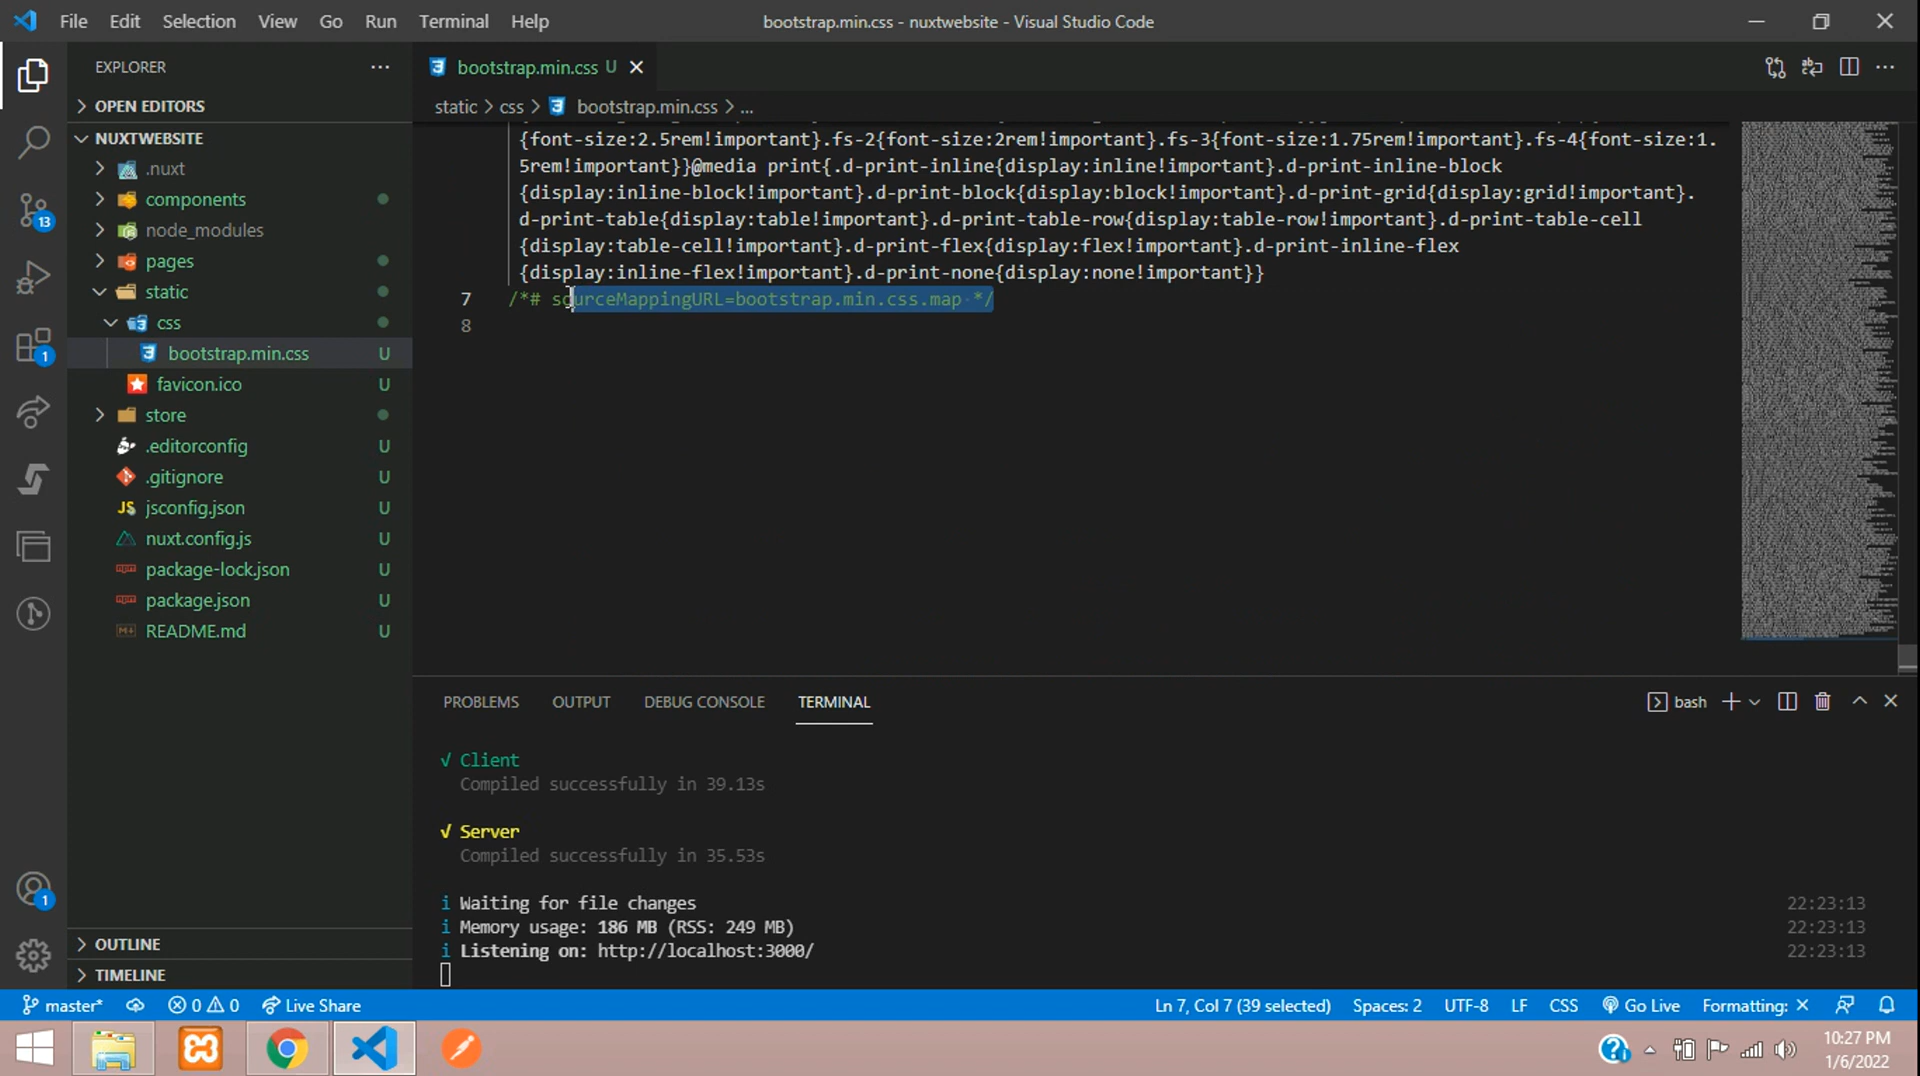 File Edit Selection View Go Run Terminal Help
bootstrap.min.css - nuxtwebsite - Visual Studio Code
EXPLORER
bootstrap.min.css U
OPEN EDITORS
static > css > bootstrap.min.css > ...
NUXTWEBSITE
.nuxt
components
node_modules
pages
static
css
bootstrap.min.css U
favicon.ico U
store
.editorconfig U
.gitignore U
jsconfig.json U
nuxt.config.js U
package-lock.json U
package.json U
README.md U
OUTLINE
TIMELINE
13
1
1
{font-size:2.5rem!important}.fs-2{font-size:2rem!important}.fs-3{font-size:1.75rem!important}.fs-4{font-size:1.
5rem!important}}@media print{.d-print-inline{display:inline!important}.d-print-inline-block
{display:inline-block!important}.d-print-block{display:block!important}.d-print-grid{display:grid!important}.
d-print-table{display:table!important}.d-print-table-row{display:table-row!important}.d-print-table-cell
{display:table-cell!important}.d-print-flex{display:flex!important}.d-print-inline-flex
{display:inline-flex!important}.d-print-none{display:none!important}}
7 /*# sourceMappingURL=bootstrap.min.css.map */
8
PROBLEMS OUTPUT DEBUG CONSOLE TERMINAL
bash
√ Client
Compiled successfully in 39.13s
√ Server
Compiled successfully in 35.53s
i Waiting for file changes 22:23:13
i Memory usage: 186 MB (RSS: 249 MB) 22:23:13
i Listening on: http://localhost:3000/ 22:23:13
master* 0 0 Live Share
Ln 7, Col 7 (39 selected) Spaces: 2 UTF-8 LF CSS Go Live Formatting: ×
10:27 PM
1/6/2022